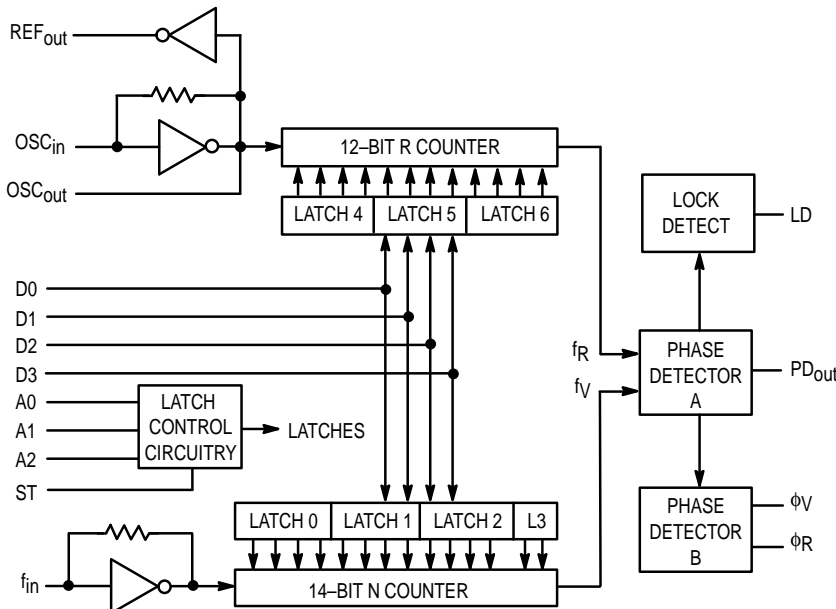 REFout
OSCin
OSCout
12–BIT R COUNTER
LATCH 4 LATCH 5 LATCH 6
LOCK
DETECT
LD
D0
D1
D2
D3
A0
A1
A2
ST
LATCH
CONTROL
CIRCUITRY
LATCHES
fR
fV
PHASE
DETECTOR
A
PDout
PHASE
DETECTOR
B
ϕV
ϕR
LATCH 0 LATCH 1 LATCH 2 L3
fin
14–BIT N COUNTER